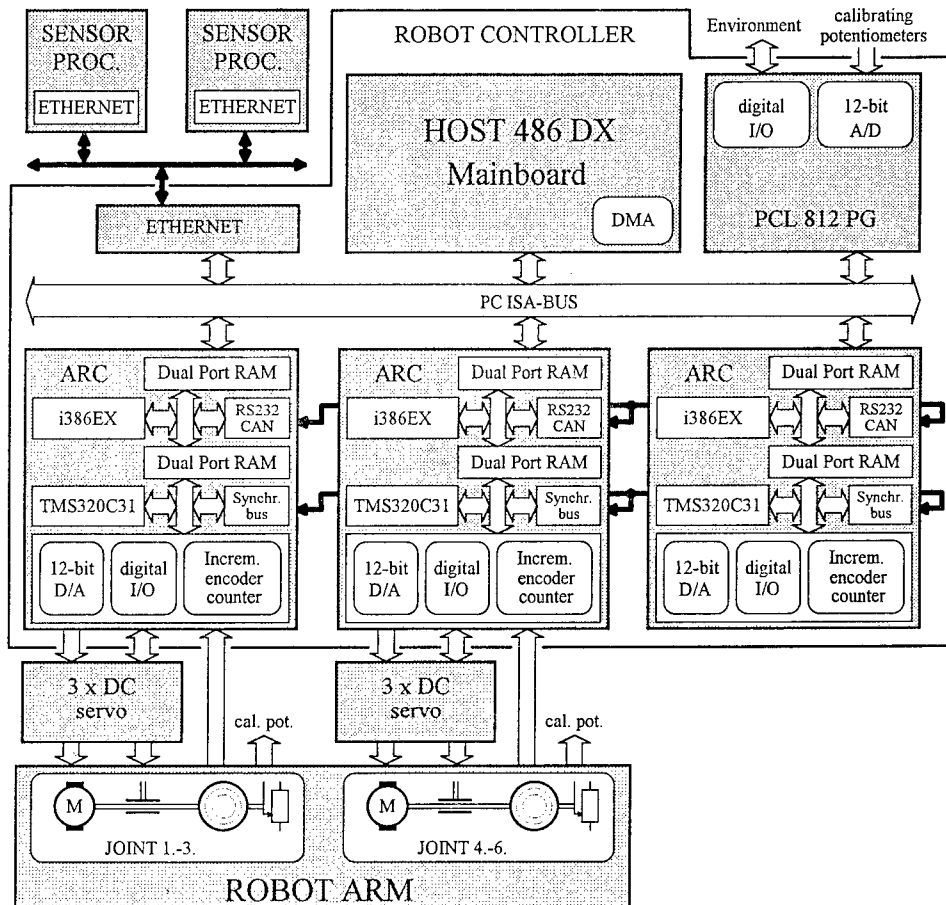 SENSOR
PROC.
ETHERNET
SENSOR
PROC.
ETHERNET
ROBOT CONTROLLER
Environment
calibrating
potentiometers
HOST 486 DX
Mainboard
DMA
digital
I/O
12-bit
A/D
PCL 812 PG
ETHERNET
PC ISA-BUS
ARC
Dual Port RAM
i386EX
RS232
CAN
Dual Port RAM
TMS320C31
Synchr.
bus
12-bit
D/A
digital
I/O
Increm.
encoder
counter
ARC
Dual Port RAM
i386EX
RS232
CAN
Dual Port RAM
TMS320C31
Synchr.
bus
12-bit
D/A
digital
I/O
Increm.
encoder
counter
ARC
Dual Port RAM
i386EX
RS232
CAN
Dual Port RAM
TMS320C31
Synchr.
bus
12-bit
D/A
digital
I/O
Increm.
encoder
counter
3 x DC
servo
cal. pot.
3 x DC
servo
cal. pot.
M
JOINT 1.-3.
M
JOINT 4.-6.
ROBOT ARM